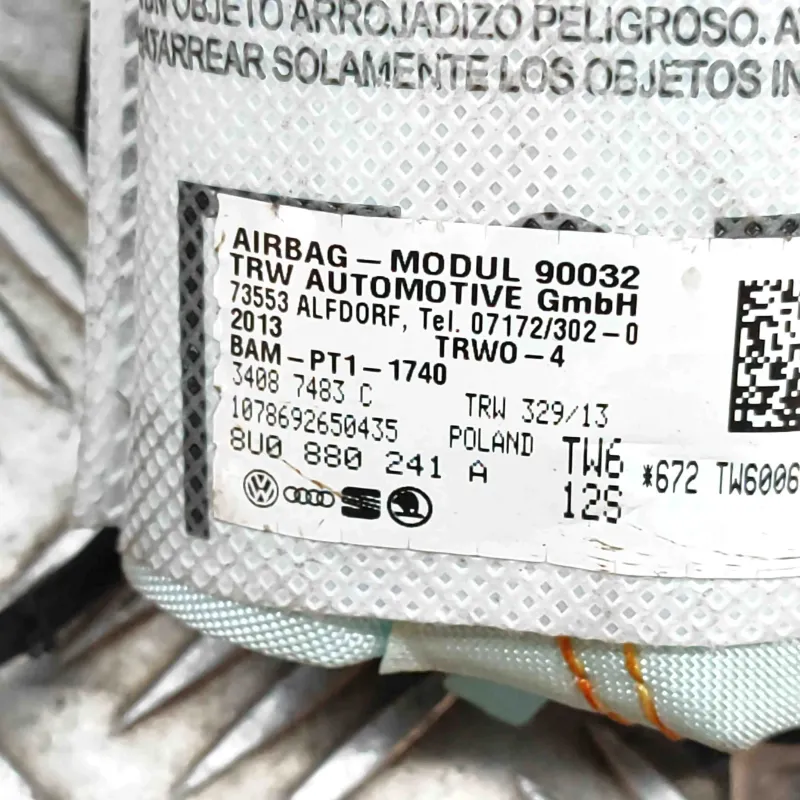 OBJETO ARROJADIZO PELIGROSO.
SOLAMENTE LOS OBJETOS
AIRBAG – MODUL 90032
TRW AUTOMOTIVE GmbH
73553 ALFDORF, Tel. 07172/302-0
2013 TRWO-4
BAM-PT1-1740
3408 7483 C TRW 329/13
1078692650435 POLAND
8U0 880 241 A
TW6
12S
*672 TW6006